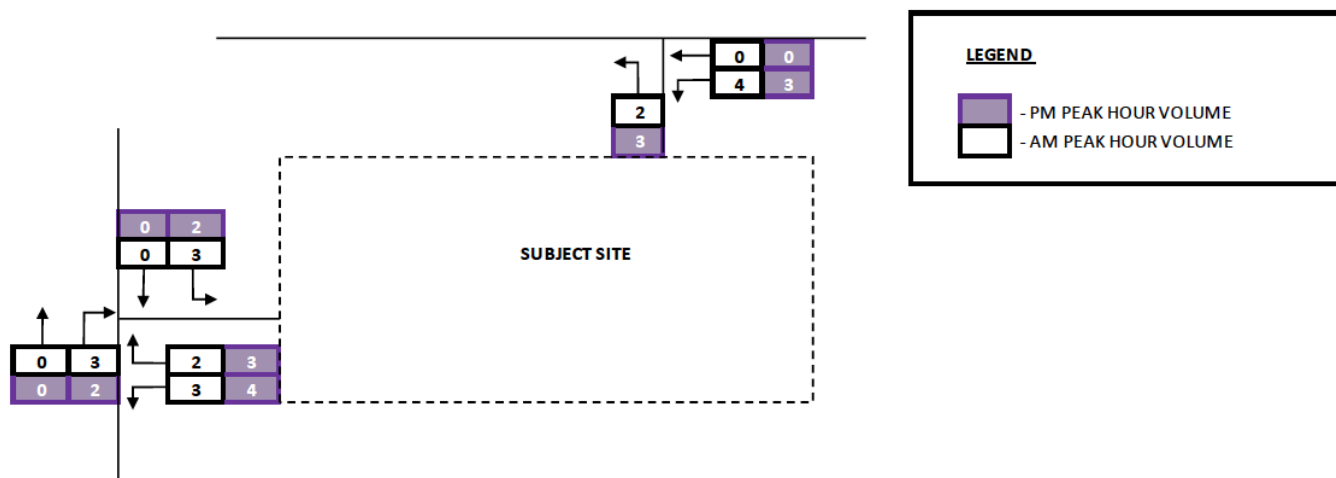 0 0
4 3
2
3
LEGEND
- PM PEAK HOUR VOLUME
- AM PEAK HOUR VOLUME
0 2
0 3
SUBJECT SITE
0 3
0 2
2 3
3 4